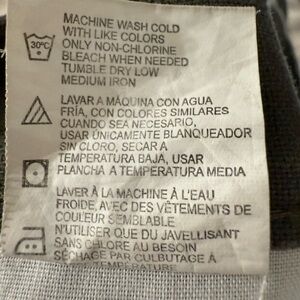 MACHINE WASH COLD
WITH LIKE COLORS
30°C
ONLY NON-CHLORINE
BLEACH WHEN NEEDED
TUMBLE DRY LOW
MEDIUM IRON
LAVAR A MÁQUINA CON AGUA
FRÍA, CON COLORES SIMILARES
CUANDO SEA NECESARIO,
USAR ÚNICAMENTE BLANQUEADOR
SIN CLORO, SECAR A
TEMPERATURA BAJA, USAR
PLANCHA A TEMPERATURA MEDIA
LAVER À LA MACHINE À L'EAU
FROIDE, AVEC DES VÊTEMENTS DE
COULEUR SEMBLABLE
N'UTILISER QUE DU JAVELLISANT
SANS CHLORE AU BESOIN
SÉCHAGE PAR CULBUTAGE À
TEMPÉRATURE